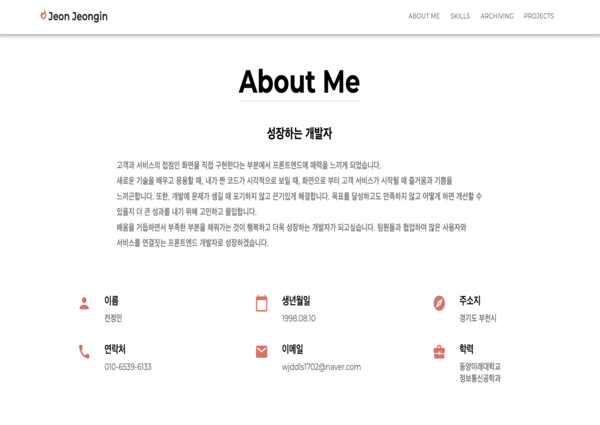 Jeon Jeongin
ABOUT ME SKILLS ARCHIVING PROJECTS
About Me
성장하는 개발자
고객과 서비스의 접점인 화면을 직접 구현한다는 부분에서 프론트엔드에 매력을 느끼게 되었습니다.
새로운 기술을 배우고 응용할 때, 내가 짠 코드가 시각적으로 보일 때, 화면으로 부터 고객 서비스가 시작될 때 즐거움과 기쁨을
느끼곤합니다. 또한, 개발에 문제가 생길 때 포기하지 않고 끈기있게 해결합니다. 목표를 달성하고도 만족하지 않고 어떻게 하면 개선할 수
있을지 더 큰 성과를 내기 위해 고민하고 몰입합니다.
배움을 거듭하면서 부족한 부분을 채워가는 것이 행복하고 더욱 성장하는 개발자가 되고싶습니다. 팀원들과 협업하여 많은 사용자와
서비스를 연결짓는 프론트엔드 개발자로 성장하겠습니다.
이름 생년월일 주소지
전정인 1998.08.10 경기도 부천시
연락처 이메일 학력
010-6539-6133 wjddls1702@naver.com 동양미래대학교
정보통신공학과